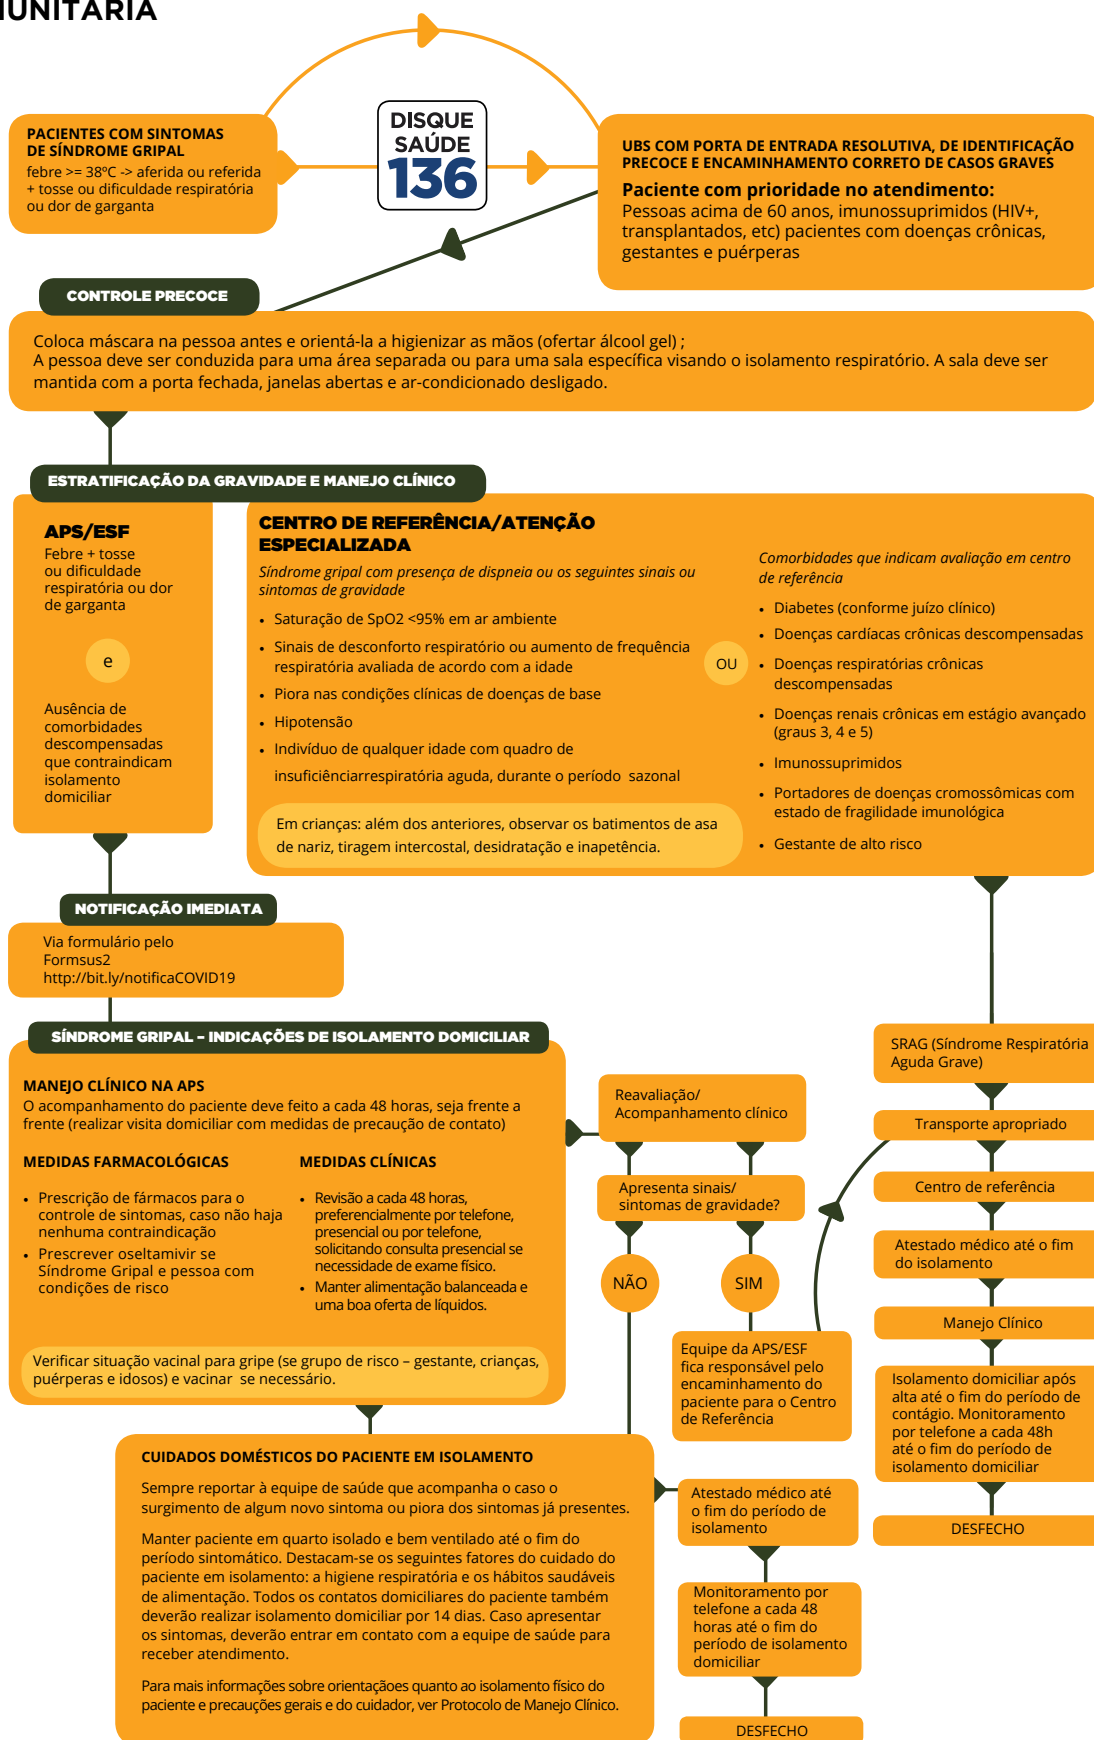 MUNITÁRIA
PACIENTES COM SINTOMAS
DE SÍNDROME GRIPAL
febre >= 38ºC -> aferida ou referida
+ tosse ou dificuldade respiratória
ou dor de garganta
DISQUE
SAÚDE
136
UBS COM PORTA DE ENTRADA RESOLUTIVA, DE IDENTIFICAÇÃO
PRECOCE E ENCAMINHAMENTO CORRETO DE CASOS GRAVES
Paciente com prioridade no atendimento:
Pessoas acima de 60 anos, imunossuprimidos (HIV+,
transplantados, etc) pacientes com doenças crônicas,
gestantes e puérperas
CONTROLE PRECOCE
Coloca máscara na pessoa antes e orientá-la a higienizar as mãos (ofertar álcool gel) ;
A pessoa deve ser conduzida para uma área separada ou para uma sala específica visando o isolamento respiratório. A sala deve ser
mantida com a porta fechada, janelas abertas e ar-condicionado desligado.
ESTRATIFICAÇÃO DA GRAVIDADE E MANEJO CLÍNICO
APS/ESF
Febre + tosse
ou dificuldade
respiratória ou dor
de garganta
e
Ausência de
comorbidades
descompensadas
que contraindicam
isolamento
domiciliar
CENTRO DE REFERÊNCIA/ATENÇÃO
ESPECIALIZADA
Síndrome gripal com presença de dispneia ou os seguintes sinais ou
sintomas de gravidade
• Saturação de SpO2 <95% em ar ambiente
• Sinais de desconforto respiratório ou aumento de frequência
respiratória avaliada de acordo com a idade
• Piora nas condições clínicas de doenças de base
• Hipotensão
• Indivíduo de qualquer idade com quadro de
insuficiênciarrespiratória aguda, durante o período sazonal
Em crianças: além dos anteriores, observar os batimentos de asa
de nariz, tiragem intercostal, desidratação e inapetência.
OU
Comorbidades que indicam avaliação em centro
de referência
• Diabetes (conforme juízo clínico)
• Doenças cardíacas crônicas descompensadas
• Doenças respiratórias crônicas
descompensadas
• Doenças renais crônicas em estágio avançado
(graus 3, 4 e 5)
• Imunossuprimidos
• Portadores de doenças cromossômicas com
estado de fragilidade imunológica
• Gestante de alto risco
NOTIFICAÇÃO IMEDIATA
Via formulário pelo
Formsus2
http://bit.ly/notificaCOVID19
SÍNDROME GRIPAL – INDICAÇÕES DE ISOLAMENTO DOMICILIAR
MANEJO CLÍNICO NA APS
O acompanhamento do paciente deve feito a cada 48 horas, seja frente a
frente (realizar visita domiciliar com medidas de precaução de contato)
MEDIDAS FARMACOLÓGICAS
• Prescrição de fármacos para o
controle de sintomas, caso não haja
nenhuma contraindicação
• Prescrever oseltamivir se
Síndrome Gripal e pessoa com
condições de risco
MEDIDAS CLÍNICAS
• Revisão a cada 48 horas,
preferencialmente por telefone,
presencial ou por telefone,
solicitando consulta presencial se
necessidade de exame físico.
• Manter alimentação balanceada e
uma boa oferta de líquidos.
Verificar situação vacinal para gripe (se grupo de risco – gestante, crianças,
puérperas e idosos) e vacinar se necessário.
Reavaliação/
Acompanhamento clínico
Apresenta sinais/
sintomas de gravidade?
NÃO
SIM
Equipe da APS/ESF
fica responsável pelo
encaminhamento do
paciente para o Centro
de Referência
SRAG (Síndrome Respiratória
Aguda Grave)
Transporte apropriado
Centro de referência
Atestado médico até o fim
do isolamento
Manejo Clínico
Isolamento domiciliar após
alta até o fim do período de
contágio. Monitoramento
por telefone a cada 48h
até o fim do período de
isolamento domiciliar
DESFECHO
CUIDADOS DOMÉSTICOS DO PACIENTE EM ISOLAMENTO
Sempre reportar à equipe de saúde que acompanha o caso o
surgimento de algum novo sintoma ou piora dos sintomas já presentes.
Manter paciente em quarto isolado e bem ventilado até o fim do
período sintomático. Destacam-se os seguintes fatores do cuidado do
paciente em isolamento: a higiene respiratória e os hábitos saudáveis
de alimentação. Todos os contatos domiciliares do paciente também
deverão realizar isolamento domiciliar por 14 dias. Caso apresentar
os sintomas, deverão entrar em contato com a equipe de saúde para
receber atendimento.
Para mais informações sobre orientaçãoes quanto ao isolamento físico do
paciente e precauções gerais e do cuidador, ver Protocolo de Manejo Clínico.
Atestado médico até
o fim do período de
isolamento
Monitoramento por
telefone a cada 48
horas até o fim do
período de isolamento
domiciliar
DESFECHO